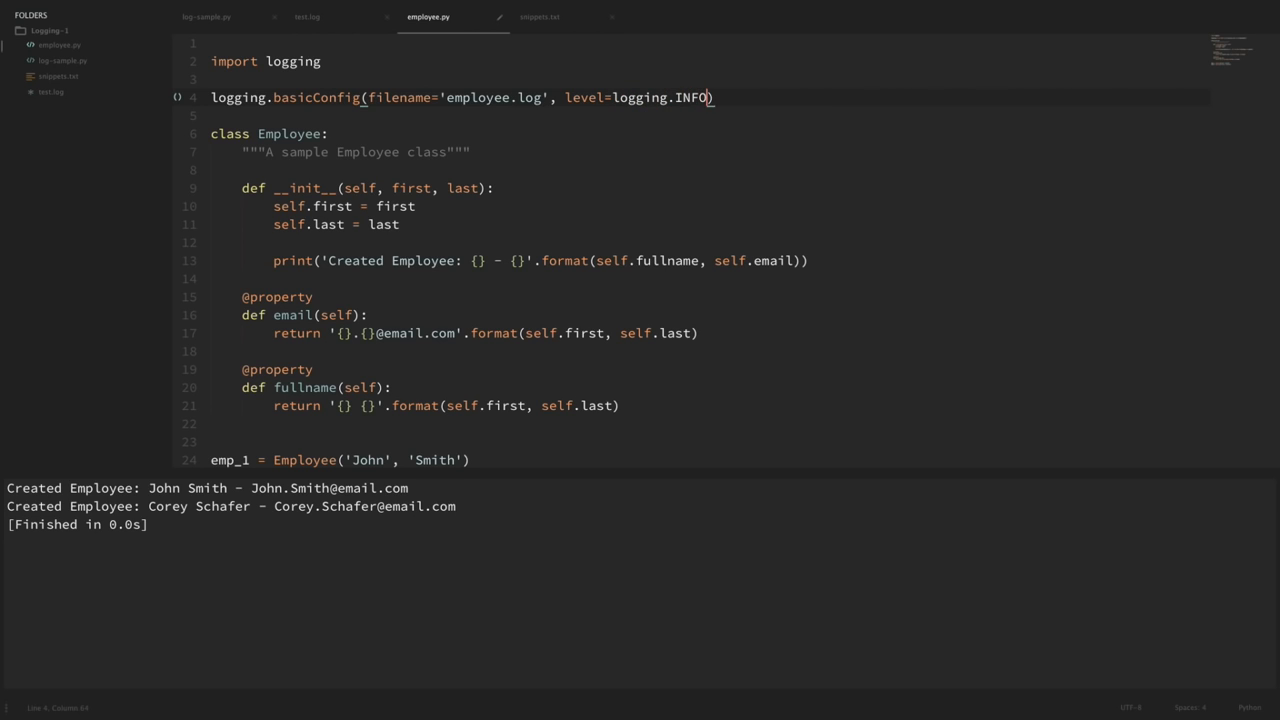 FOLDERS
Logging-1
employee.py
log-sample.py
snippets.txt
test.log
log-sample.py × test.log × employee.py snippets.txt ×
1
2 import logging
3
() 4 logging.basicConfig(filename='employee.log', level=logging.INFO)
5
6 class Employee:
7 """A sample Employee class"""
8
9 def __init__(self, first, last):
10 self.first = first
11 self.last = last
12
13 print('Created Employee: {} - {}'.format(self.fullname, self.email))
14
15 @property
16 def email(self):
17 return '{}.{}@email.com'.format(self.first, self.last)
18
19 @property
20 def fullname(self):
21 return '{} {}'.format(self.first, self.last)
22
23
24 emp_1 = Employee('John', 'Smith')
Created Employee: John Smith - John.Smith@email.com
Created Employee: Corey Schafer - Corey.Schafer@email.com
[Finished in 0.0s]
Line 4, Column 64 UTF-8 Spaces: 4 Python